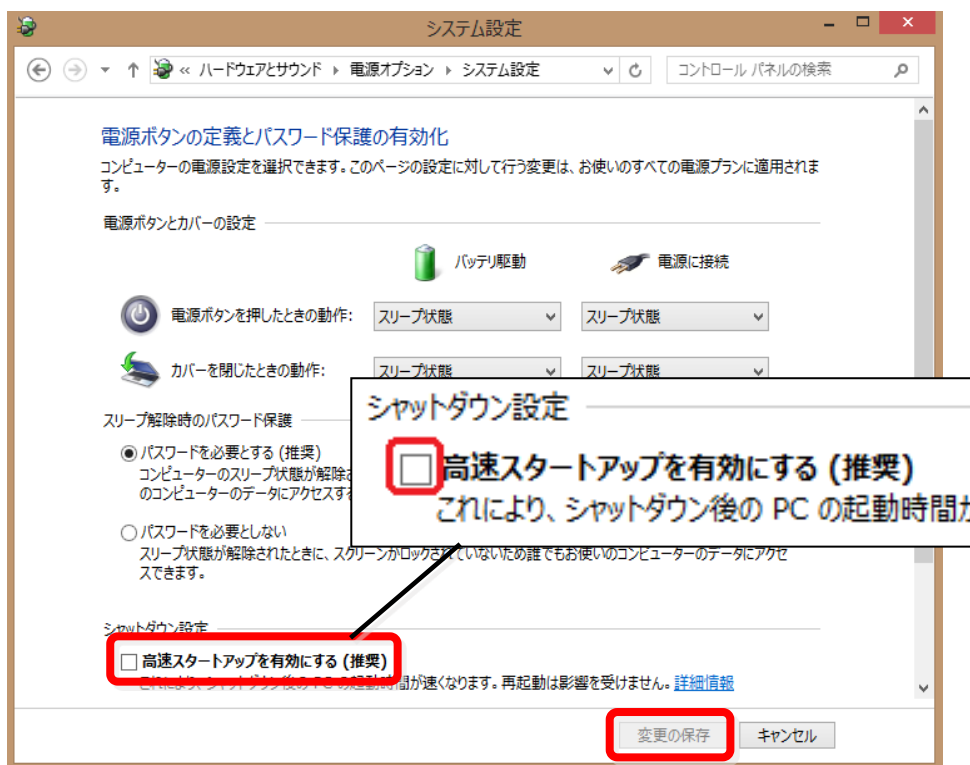 システム設定
« ハードウェアとサウンド 電源オプション システム設定 コントロール パネルの検索
電源ボタンの定義とパスワード保護の有効化
コンピューターの電源設定を選択できます。このページの設定に対して行う変更は、お使いのすべての電源プランに適用されま
す。
電源ボタンとカバーの設定
バッテリ駆動 電源に接続
電源ボタンを押したときの動作: スリープ状態 スリープ状態
カバーを閉じたときの動作: スリープ状態 スリープ状態
スリープ解除時のパスワード保護
パスワードを必要とする (推奨)
コンピューターのスリープ状態が解除
のコンピューターのデータにアクセスす
パスワードを必要としない
スリープ状態が解除されたときに、スクリーンがロックされていないため誰でもお使いのコンピューターのデータにアクセ
スできます。
シャットダウン設定
高速スタートアップを有効にする (推奨)
これにより、シャットダウン後の PC の起動時間が
シャットダウン設定
高速スタートアップを有効にする (推奨)
これにより、シャットダウン後の PC の起動時間が速くなります。再起動は影響を受けません。詳細情報
変更の保存 キャンセル